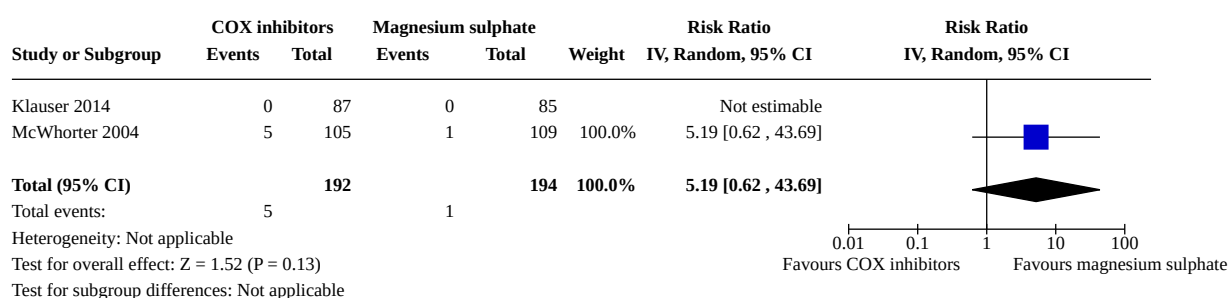 COX inhibitors Magnesium sulphate Risk Ratio Risk Ratio
Study or Subgroup Events Total Events Total Weight IV, Random, 95% CI IV, Random, 95% CI
Klauser 2014 0 87 0 85 Not estimable
McWhorter 2004 5 105 1 109 100.0% 5.19 [0.62 , 43.69]
Total (95% CI) 192 194 100.0% 5.19 [0.62 , 43.69]
Total events: 5 1
Heterogeneity: Not applicable
0.01 0.1 1 10 100
Test for overall effect: Z = 1.52 (P = 0.13) Favours COX inhibitors Favours magnesium sulphate
Test for subgroup differences: Not applicable